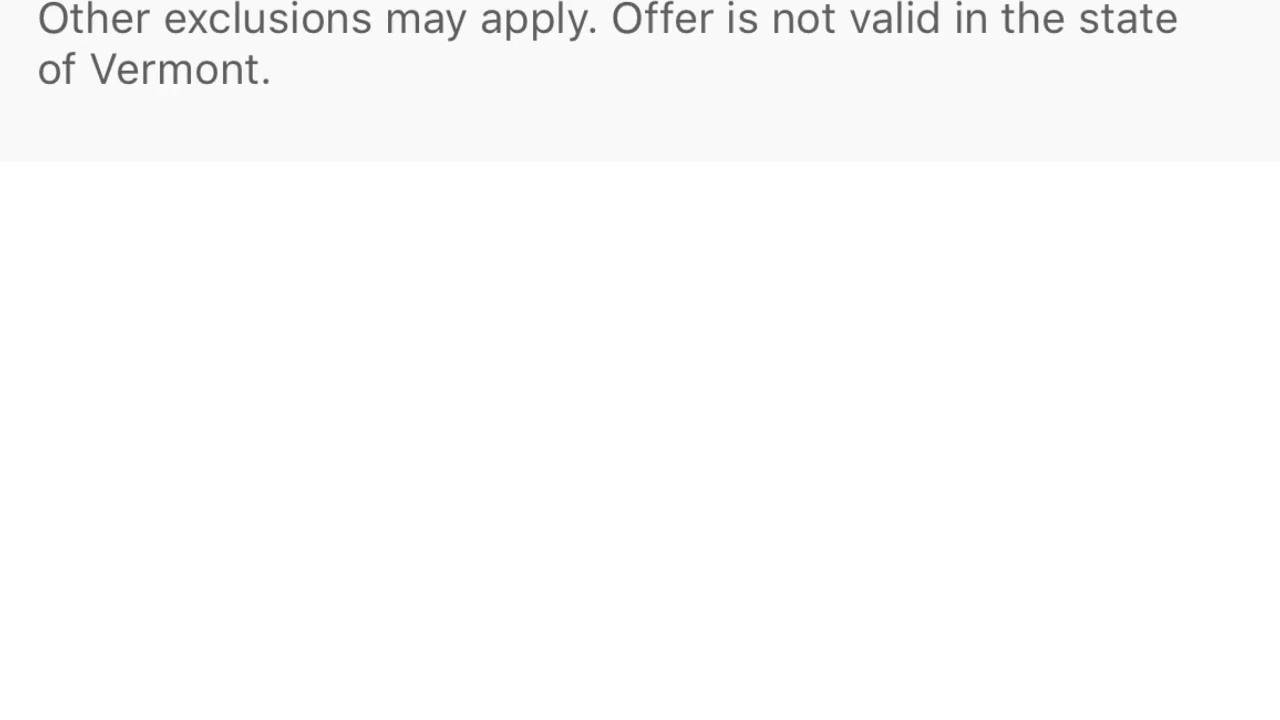 Other exclusions may apply. Offer is not valid in the state
of Vermont.